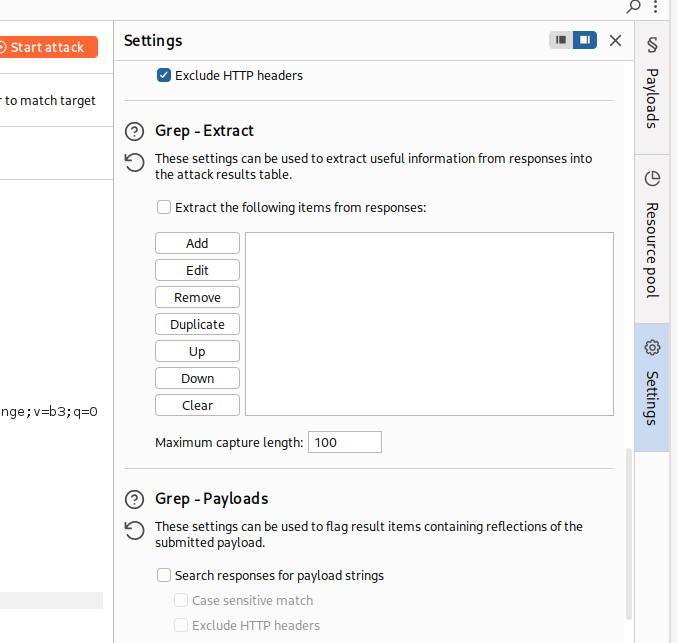 Start attack
Settings
Exclude HTTP headers
r to match target
Grep - Extract
These settings can be used to extract useful information from responses into
the attack results table.
Extract the following items from responses:
Add
Edit
Remove
Duplicate
Up
Down
Clear
nge;v=b3;q=0
Maximum capture length: 100
Grep - Payloads
These settings can be used to flag result items containing reflections of the
submitted payload.
Search responses for payload strings
Case sensitive match
Exclude HTTP headers
Payloads
Resource pool
Settings